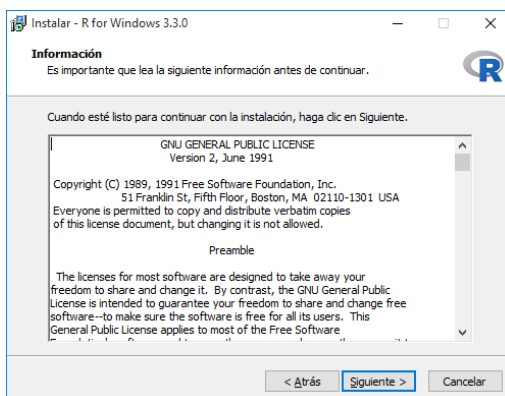 Instalar - R for Windows 3.3.0
Información
Es importante que lea la siguiente información antes de continuar.
R
Cuando esté listo para continuar con la instalación, haga clic en Siguiente.
GNU GENERAL PUBLIC LICENSE
Version 2, June 1991
Copyright (C) 1989, 1991 Free Software Foundation, Inc.
51 Franklin St, Fifth Floor, Boston, MA 02110-1301 USA
Everyone is permitted to copy and distribute verbatim copies
of this license document, but changing it is not allowed.
Preamble
The licenses for most software are designed to take away your
freedom to share and change it. By contrast, the GNU General Public
License is intended to guarantee your freedom to share and change free
software--to make sure the software is free for all its users. This
General Public License applies to most of the Free Software
< Atrás Siguiente > Cancelar